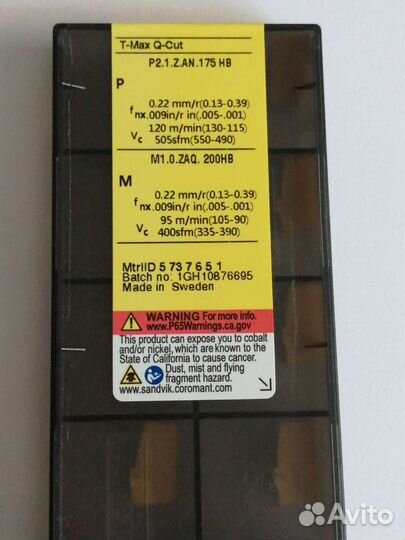 T-Max Q-Cut
P2.1.Z.AN.175 HB
P
fnx 0.22 mm/r(0.13-0.39)
.009in/r in(.005-.001)
Vc 120 m/min(130-115)
505sfm(550-490)
M1.0.ZAQ. 200HB
M
fnx 0.22 mm/r(0.13-0.39)
.009in/r in(.005-.001)
Vc 95 m/min(105-90)
400sfm(335-390)
MtrlID 5 73 7 6 5 1
Batch no: 1GH10876695
Made in Sweden
WARNING For more info.
www.P65Warnings.ca.gov
This product can expose you to cobalt
and/or nickel, which are known to the
State of California to cause cancer.
Dust, mist and flying
fragment hazard.
www.sandvik.coromant.com
Avito